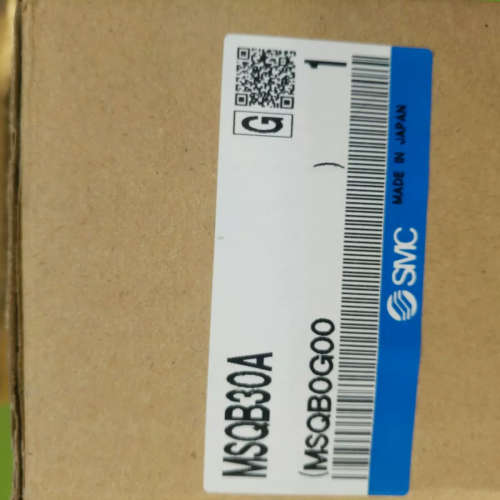 G
1
MSQB30A
(MSQB0G00 )
SMC MADE IN JAPAN